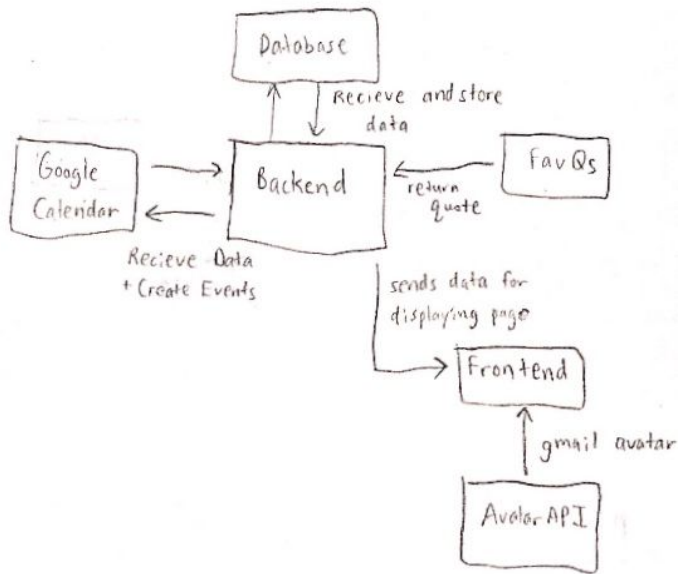 Database
Recieve and store
data
Google
Calendar
Backend
FavQs
return
quote
Recieve Data
+ Create Events
sends data for
displaying page
Frontend
gmail avatar
Avatar API